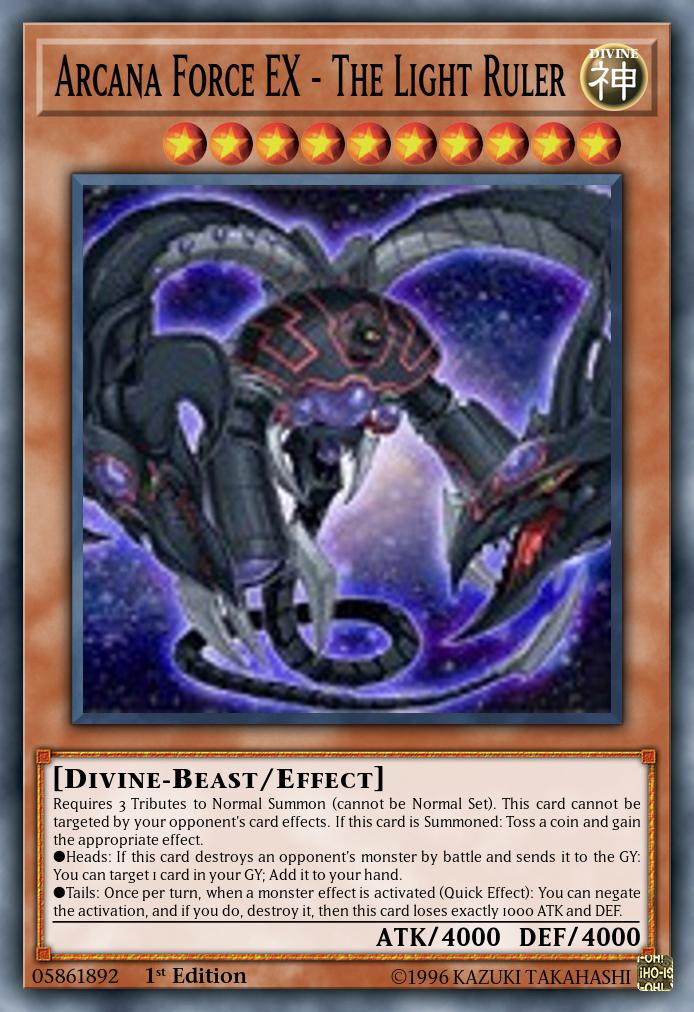 Arcana Force EX - The Light Ruler
DIVINE
神
[Divine-Beast/Effect]
Requires 3 Tributes to Normal Summon (cannot be Normal Set). This card cannot be
targeted by your opponent's card effects. If this card is Summoned: Toss a coin and gain
the appropriate effect.
●Heads: If this card destroys an opponent's monster by battle and sends it to the GY:
You can target 1 card in your GY; Add it to your hand.
●Tails: Once per turn, when a monster effect is activated (Quick Effect): You can negate
the activation, and if you do, destroy it, then this card loses exactly 1000 ATK and DEF.
ATK/4000 DEF/4000
05861892 1st Edition ©1996 KAZUKI TAKAHASHI